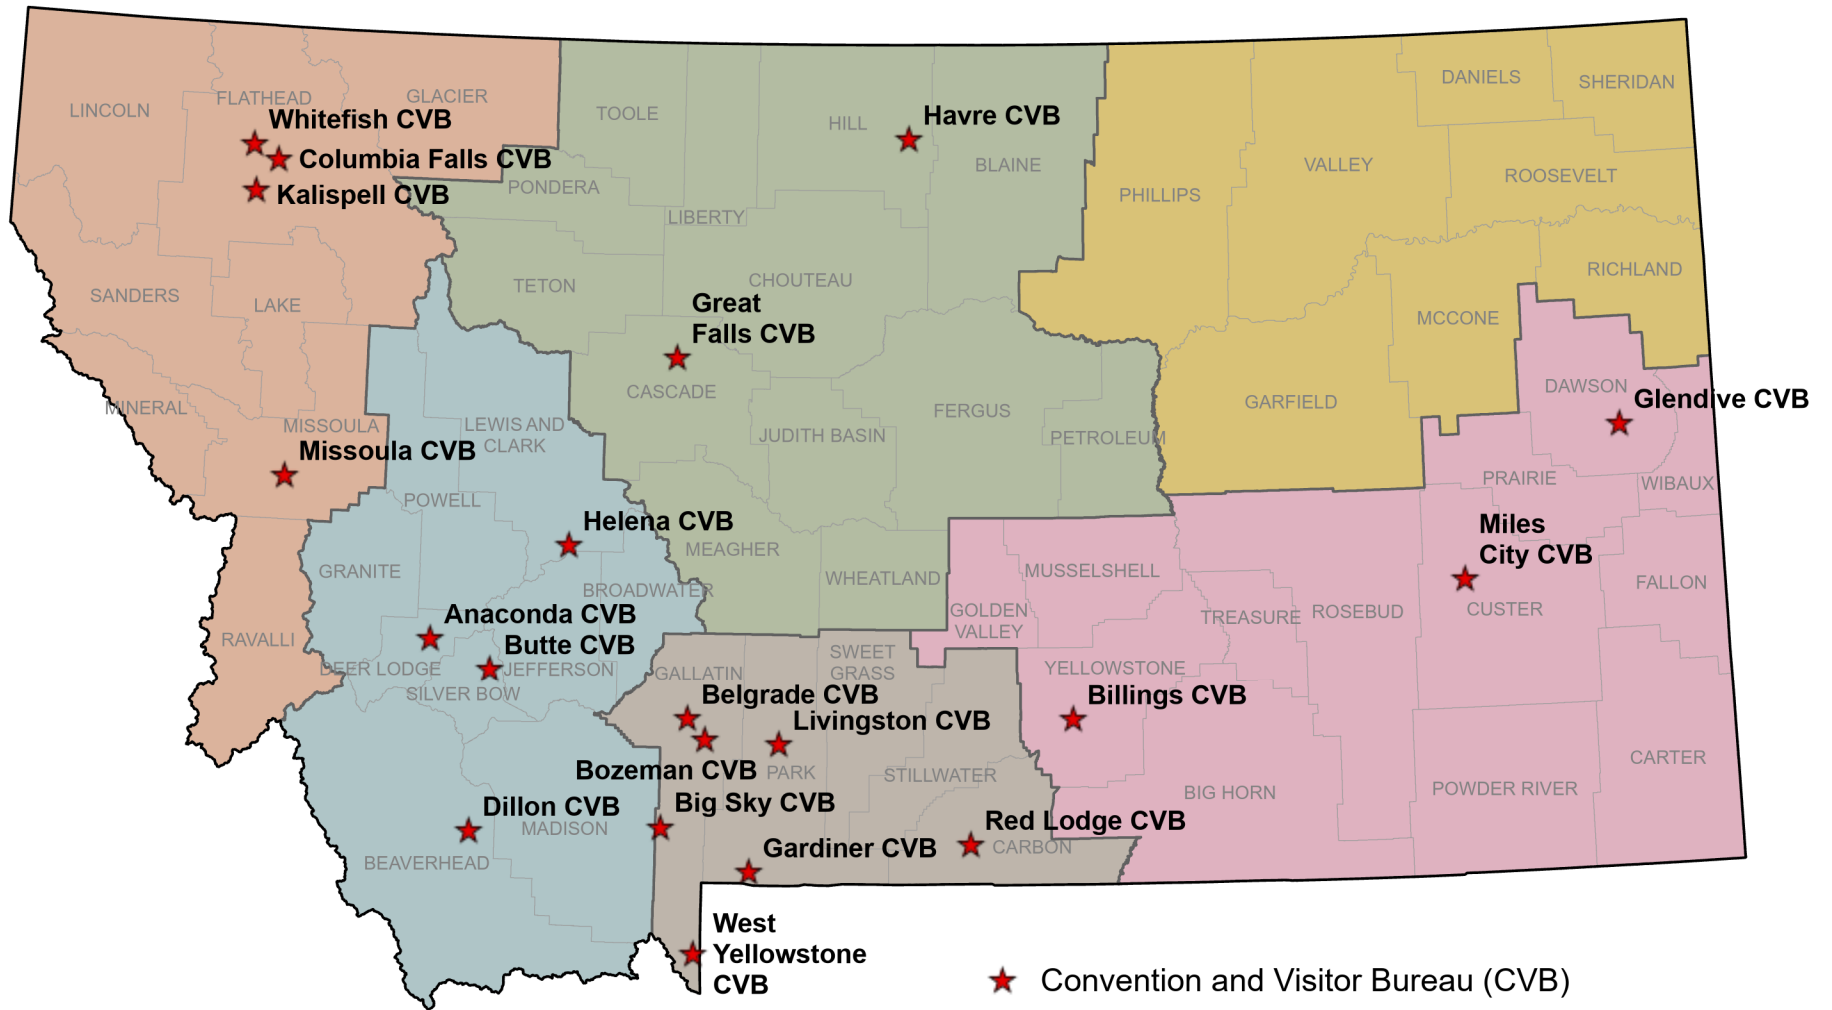 DANIELS
SHERIDAN
LINCOLN
FLATHEAD
GLACIER
TOOLE
HILL
Havre CVB
BLAINE
Whitefish CVB
Columbia Falls CVB
Kalispell CVB
PONDERA
LIBERTY
PHILLIPS
VALLEY
ROOSEVELT
RICHLAND
SANDERS
LAKE
TETON
CHOUTEAU
Great
Falls CVB
MCCONE
CASCADE
DAWSON
Glendive CVB
MINERAL
MISSOULA
Missoula CVB
LEWIS AND
CLARK
JUDITH BASIN
FERGUS
PETROLEUM
GARFIELD
PRAIRIE
WIBAUX
POWELL
Helena CVB
MEAGHER
Miles
City CVB
GRANITE
BROADWATER
WHEATLAND
MUSSELSHELL
GOLDEN
VALLEY
TREASURE
ROSEBUD
CUSTER
FALLON
RAVALLI
Anaconda CVB
Butte CVB
DEER LODGE
JEFFERSON
SILVER BOW
GALLATIN
SWEET
GRASS
YELLOWSTONE
Billings CVB
Belgrade CVB
Livingston CVB
Bozeman CVB
PARK
STILLWATER
BIG HORN
POWDER RIVER
CARTER
Dillon CVB
MADISON
BEAVERHEAD
Big Sky CVB
Gardiner CVB
Red Lodge CVB
CARBON
West
Yellowstone
CVB
Convention and Visitor Bureau (CVB)